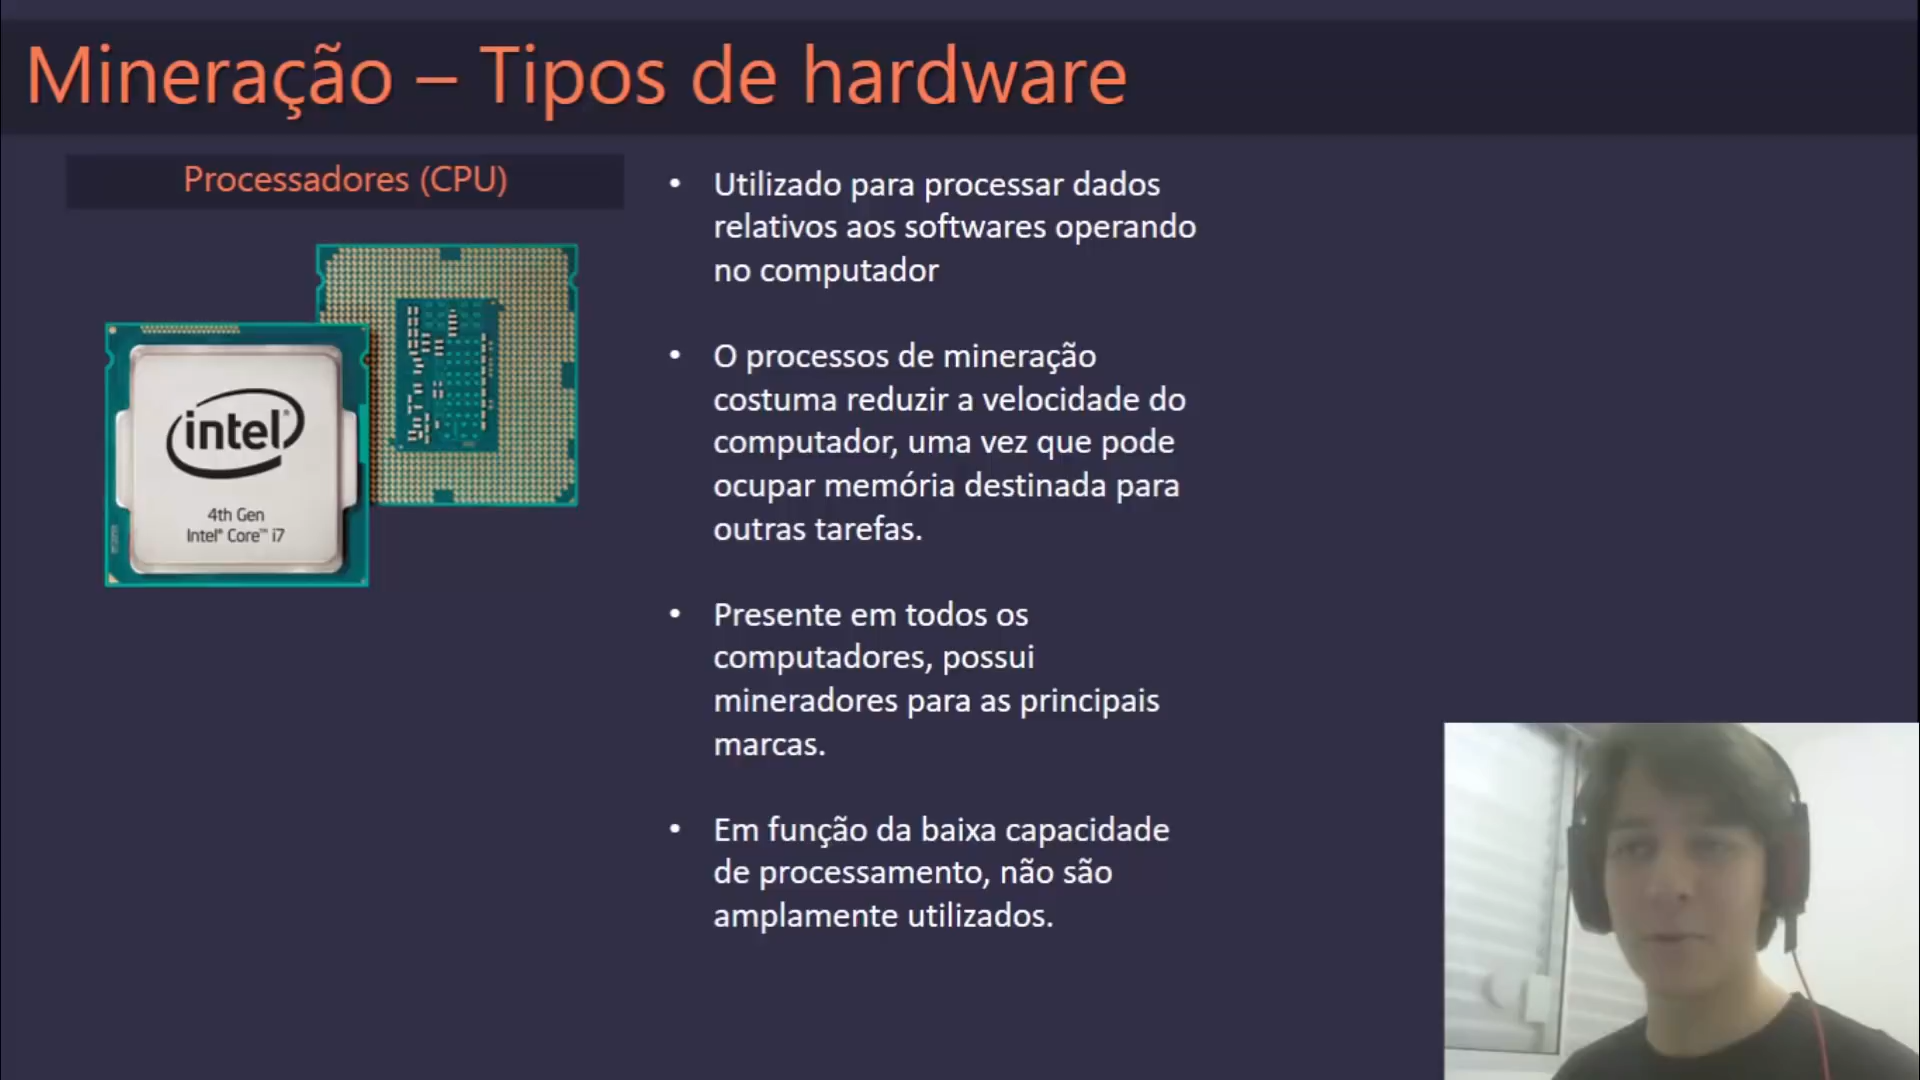 Mineração – Tipos de hardware
Processadores (CPU)
intel®
4th Gen
Intel® Core™ i7
• Utilizado para processar dados
relativos aos softwares operando
no computador
• O processos de mineração
costuma reduzir a velocidade do
computador, uma vez que pode
ocupar memória destinada para
outras tarefas.
• Presente em todos os
computadores, possui
mineradores para as principais
marcas.
• Em função da baixa capacidade
de processamento, não são
amplamente utilizados.